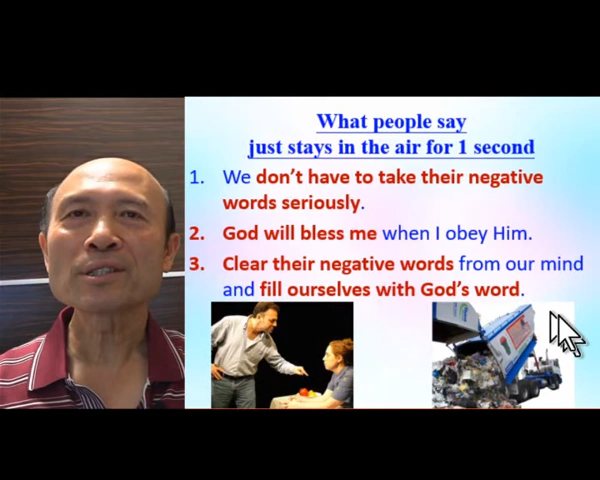 What people say
just stays in the air for 1 second
1. We don't have to take their negative
words seriously.
2. God will bless me when I obey Him.
3. Clear their negative words from our mind
and fill ourselves with God's word.